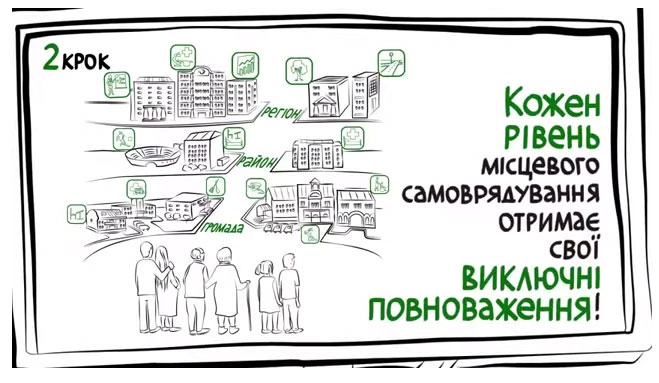 2 КРОК
РЕГІОН
РАЙОН
ГРОМАДА
КОЖЕН
РІВЕНЬ
МІСЦЕВОГО
САМОВРЯДУВАННЯ
ОТРИМАЄ
СВОЇ
ВИКЛЮЧНІ
ПОВНОВАЖЕННЯ!